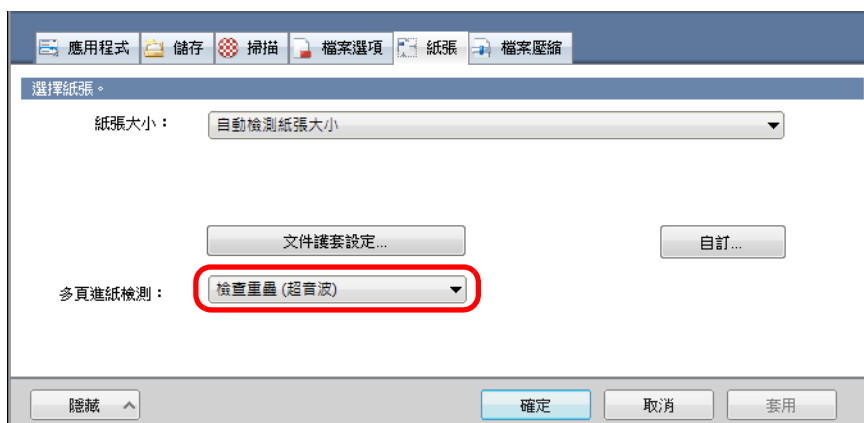 應用程式 儲存 掃描 檔案選項 紙張 檔案壓縮
選擇紙張。
紙張大小： 自動檢測紙張大小
文件護套設定... 自訂...
多頁進紙檢測： 檢查重疊 (超音波)
隱藏 確定 取消 套用